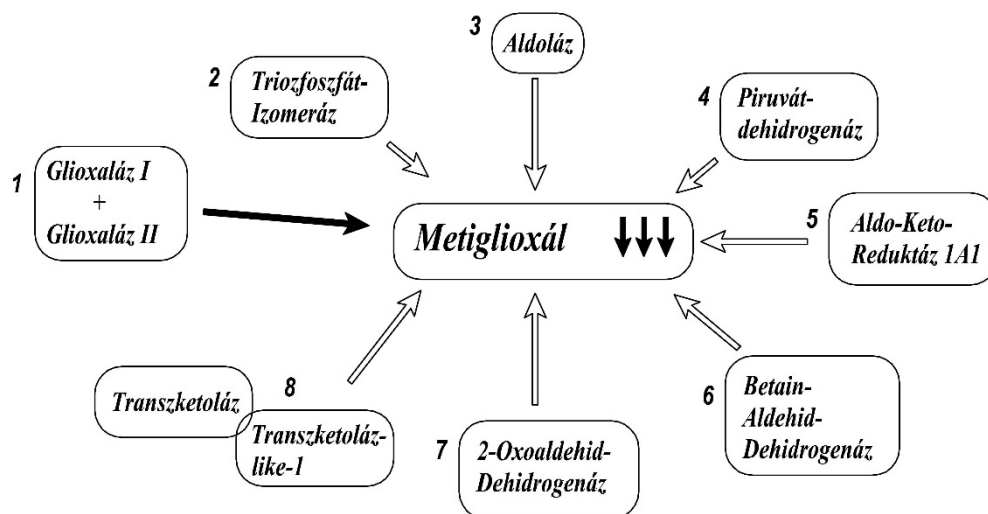 3
Aldoláz
2
Triozfoszfát-
Izomeráz
4
Piruvát-
dehidrogenáz
1
Glioxaláz I
+
Glioxaláz II
Metiglioxál
5
Aldo-Keto-
Reduktáz 1A1
Transzketoláz
8
Transzketoláz-
like-1
7
2-Oxoaldehid-
Dehidrogenáz
6
Betain-
Aldehid-
Dehidrogenáz